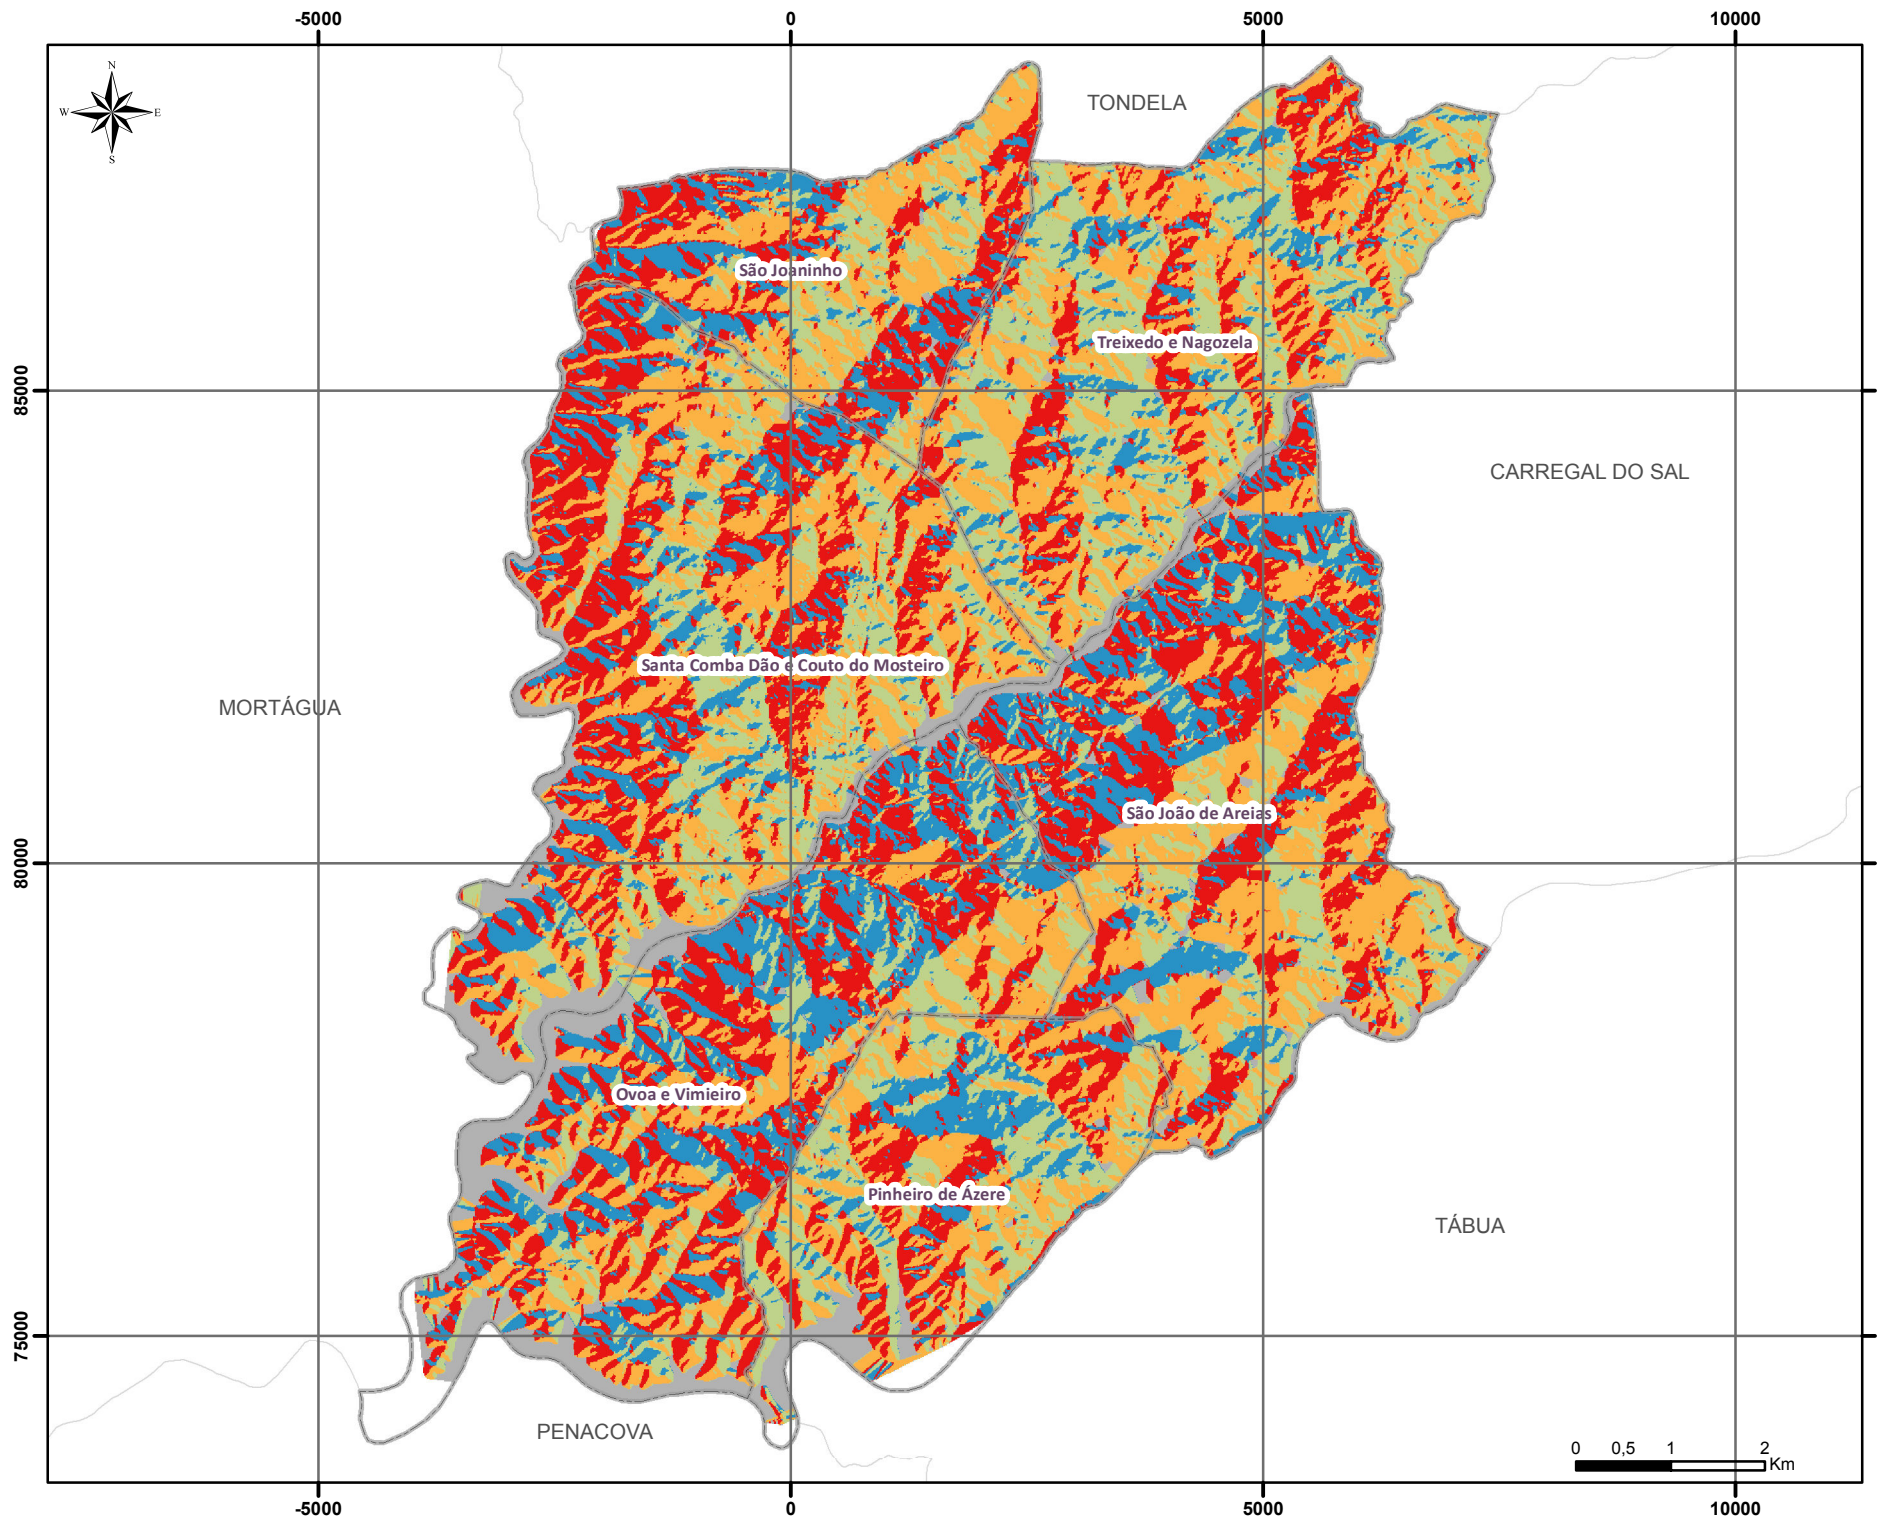 -5000 0 5000 10000
N
W E
S
TONDELA
São Joaninho
Treixedo e Nagozela
85000
CARREGAL DO SAL
Santa Comba Dão e Couto do Mosteiro
MORTÁGUA
São João de Areias
80000
Ovoa e Vimieiro
Pinheiro de Ázere
TÁBUA
75000
PENACOVA
0 0,5 1 2
Km
-5000 0 5000 10000